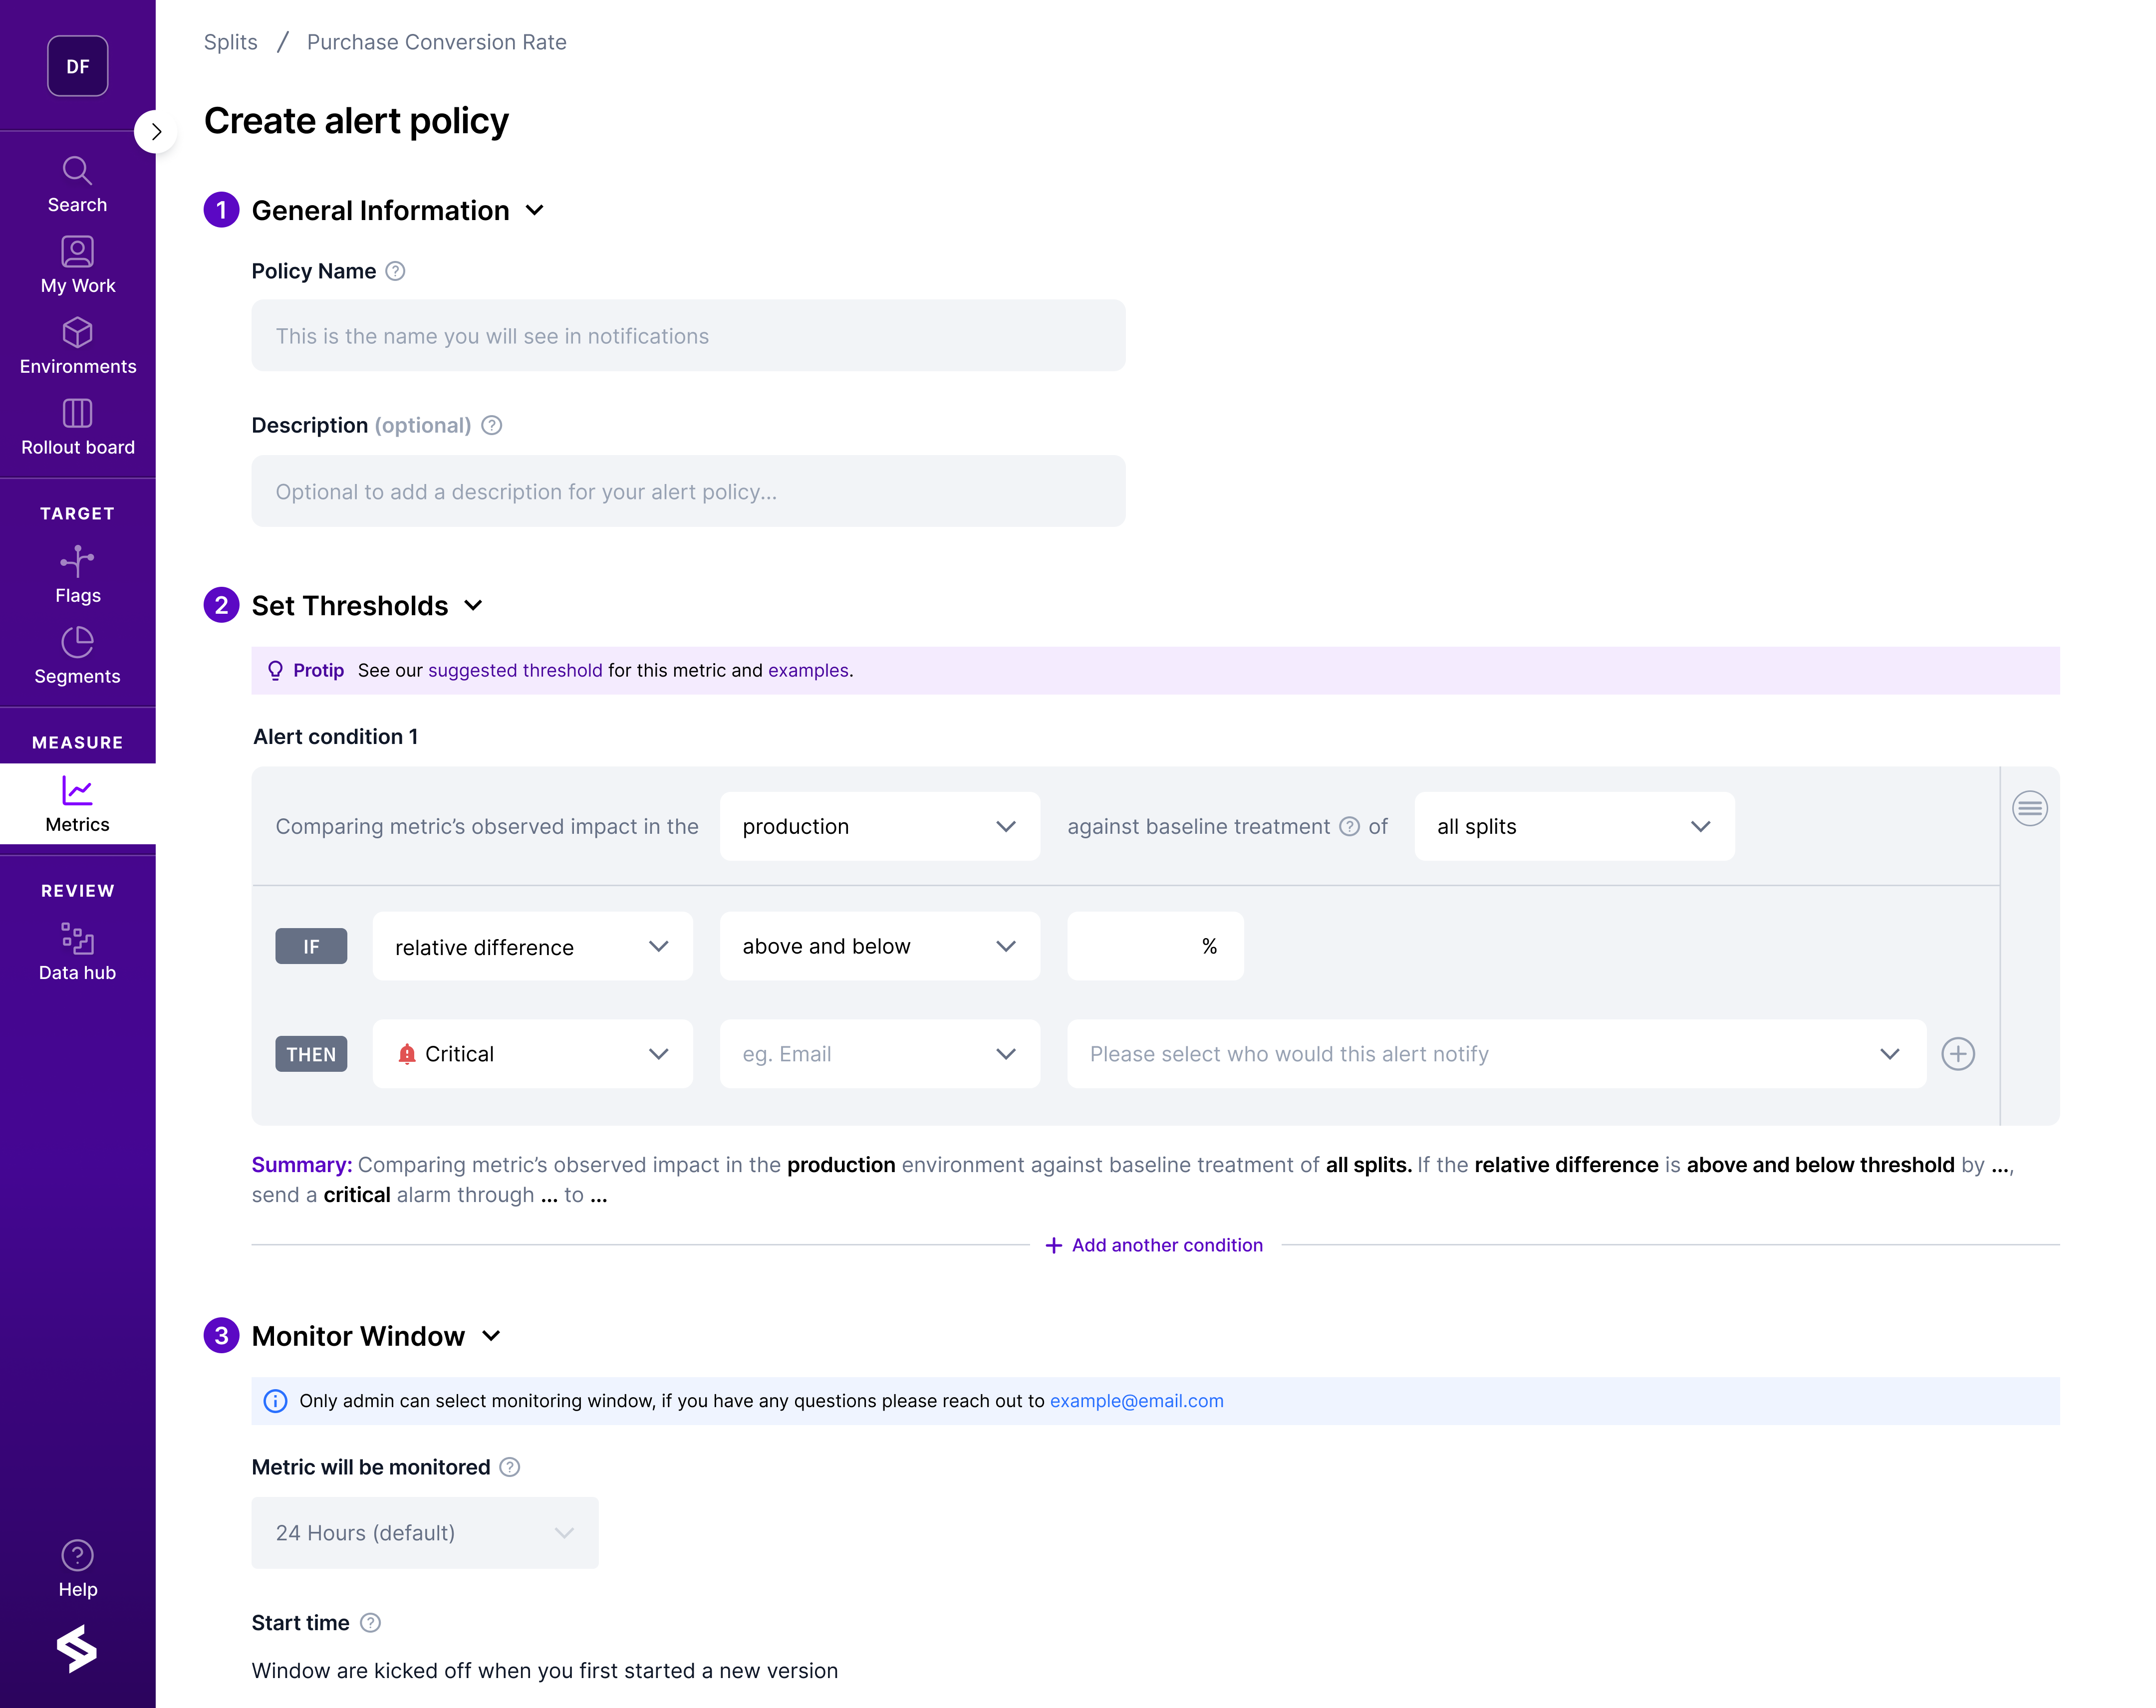 DF
Search
My Work
Environments
Rollout board
TARGET
Flags
Segments
MEASURE
Metrics
REVIEW
Data hub
Help
Splits / Purchase Conversion Rate
Create alert policy
1 General Information
Policy Name ?
This is the name you will see in notifications
Description (optional) ?
Optional to add a description for your alert policy...
2 Set Thresholds
Protip See our suggested threshold for this metric and examples.
Alert condition 1
Comparing metric’s observed impact in the production against baseline treatment ? of all splits
IF relative difference above and below %
THEN Critical eg. Email Please select who would this alert notify
Summary: Comparing metric’s observed impact in the production environment against baseline treatment of all splits. If the relative difference is above and below threshold by ...,
send a critical alarm through ... to ...
+ Add another condition
3 Monitor Window
Only admin can select monitoring window, if you have any questions please reach out to example@email.com
Metric will be monitored ?
24 Hours (default)
Start time ?
Window are kicked off when you first started a new version